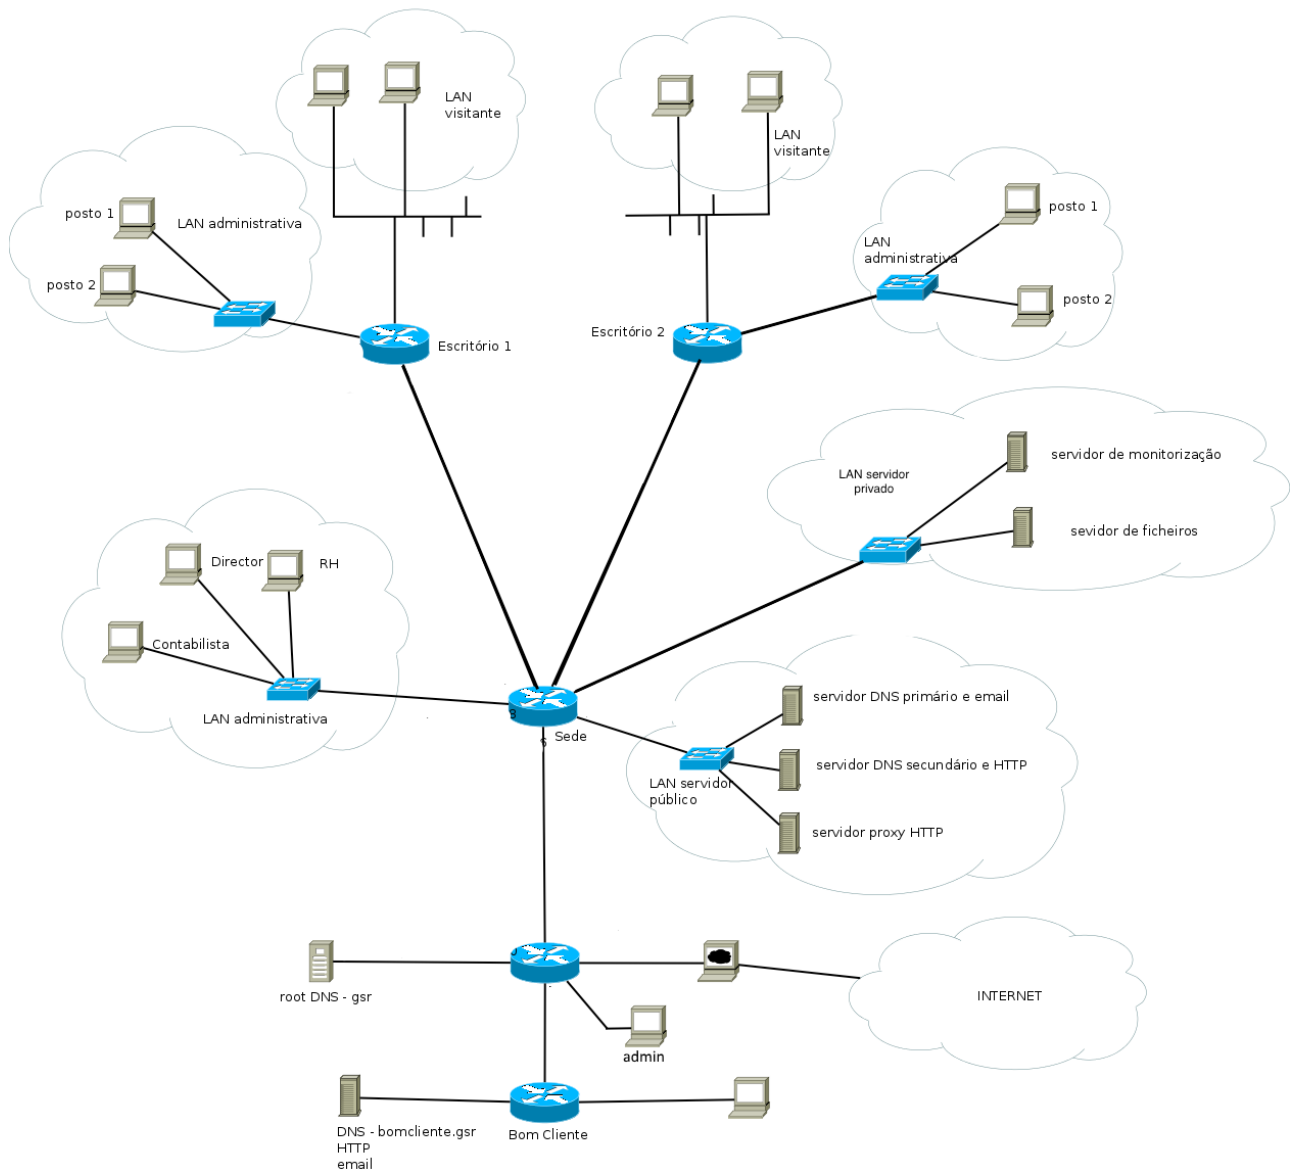 LAN
visitante
LAN
visitante
posto 1
LAN administrativa
posto 2
Escritório 1
Escritório 2
LAN
administrativa
posto 1
posto 2
LAN servidor
privado
servidor de monitorização
sevidor de ficheiros
Director
RH
Contabilista
LAN administrativa
Sede
LAN servidor
público
servidor DNS primário e email
servidor DNS secundário e HTTP
servidor proxy HTTP
root DNS - gsr
admin
INTERNET
DNS - bomcliente.gsr
HTTP
email
Bom Cliente